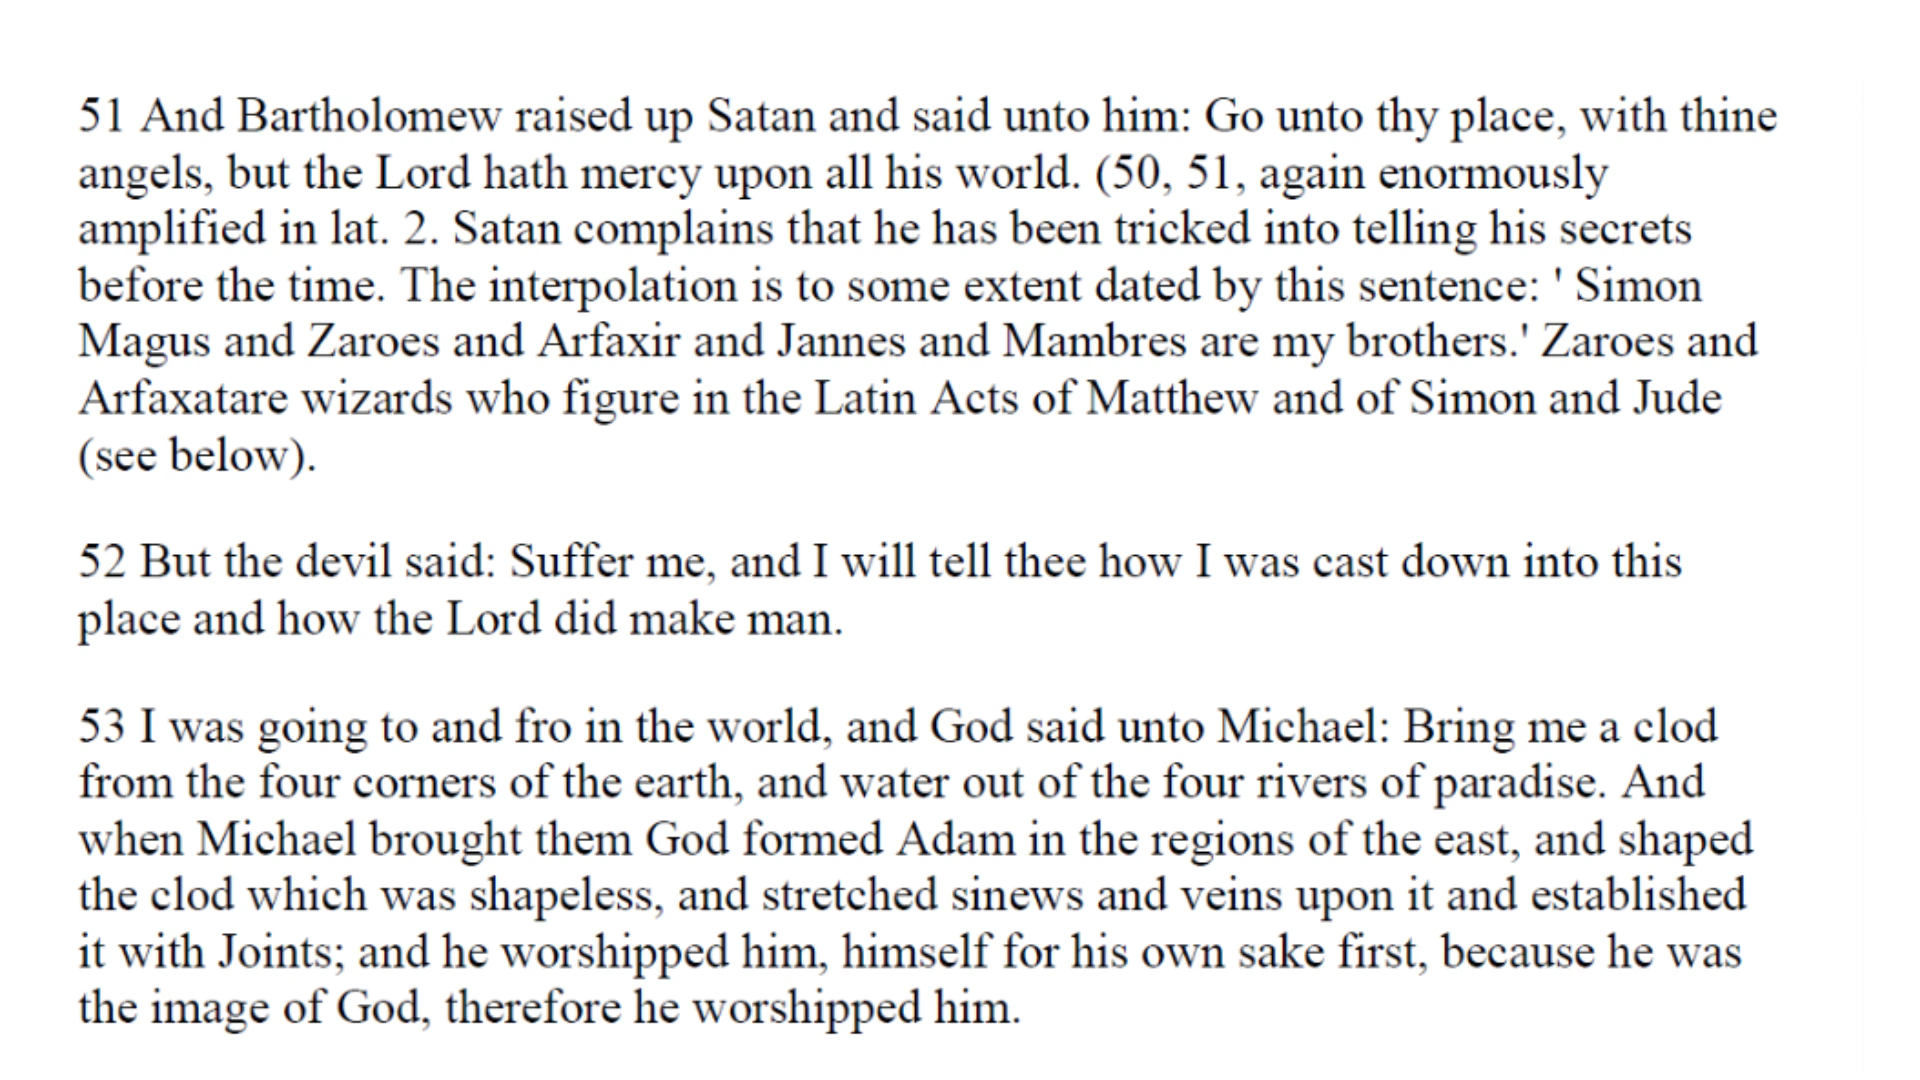 51 And Bartholomew raised up Satan and said unto him: Go unto thy place, with thine
angels, but the Lord hath mercy upon all his world. (50, 51, again enormously
amplified in lat. 2. Satan complains that he has been tricked into telling his secrets
before the time. The interpolation is to some extent dated by this sentence: ' Simon
Magus and Zaroes and Arfaxir and Jannes and Mambres are my brothers.' Zaroes and
Arfaxatare wizards who figure in the Latin Acts of Matthew and of Simon and Jude
(see below).
52 But the devil said: Suffer me, and I will tell thee how I was cast down into this
place and how the Lord did make man.
53 I was going to and fro in the world, and God said unto Michael: Bring me a clod
from the four corners of the earth, and water out of the four rivers of paradise. And
when Michael brought them God formed Adam in the regions of the east, and shaped
the clod which was shapeless, and stretched sinews and veins upon it and established
it with Joints; and he worshipped him, himself for his own sake first, because he was
the image of God, therefore he worshipped him.